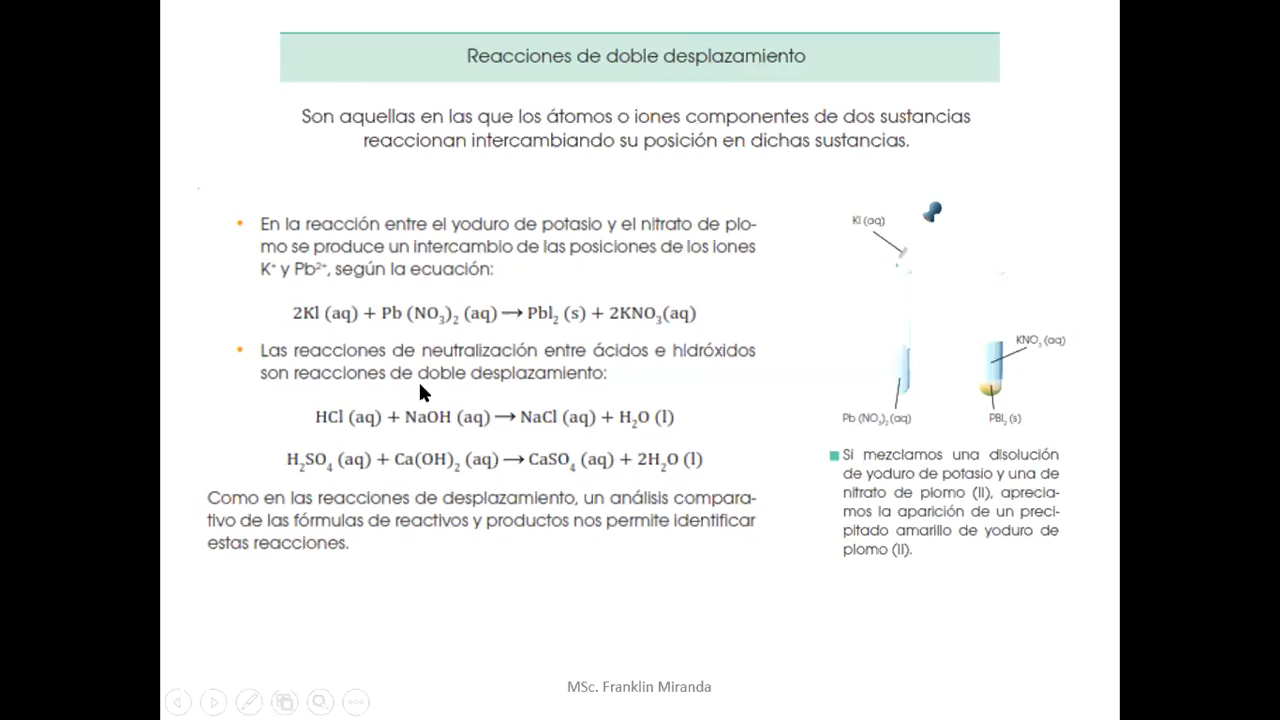 Reacciones de doble desplazamiento
Son aquellas en las que los átomos o iones componentes de dos sustancias
reaccionan intercambiando su posición en dichas sustancias.
• En la reacción entre el yoduro de potasio y el nitrato de plo-
mo se produce un intercambio de las posiciones de los iones
K⁺ y Pb²⁺, según la ecuación:
2Kl (aq) + Pb (NO₃)₂ (aq) → PbI₂ (s) + 2KNO₃(aq)
• Las reacciones de neutralización entre ácidos e hidróxidos
son reacciones de doble desplazamiento:
HCl (aq) + NaOH (aq) → NaCl (aq) + H₂O (l)
H₂SO₄ (aq) + Ca(OH)₂ (aq) → CaSO₄ (aq) + 2H₂O (l)
Como en las reacciones de desplazamiento, un análisis compara-
tivo de las fórmulas de reactivos y productos nos permite identificar
estas reacciones.
KI (aq)
KNO₃ (aq)
Pb (NO₃)₂ (aq)
PBI₂ (s)
Si mezclamos una disolución
de yoduro de potasio y una de
nitrato de plomo (II), aprecia-
mos la aparición de un preci-
pitado amarillo de yoduro de
plomo (II).
MSc. Franklin Miranda